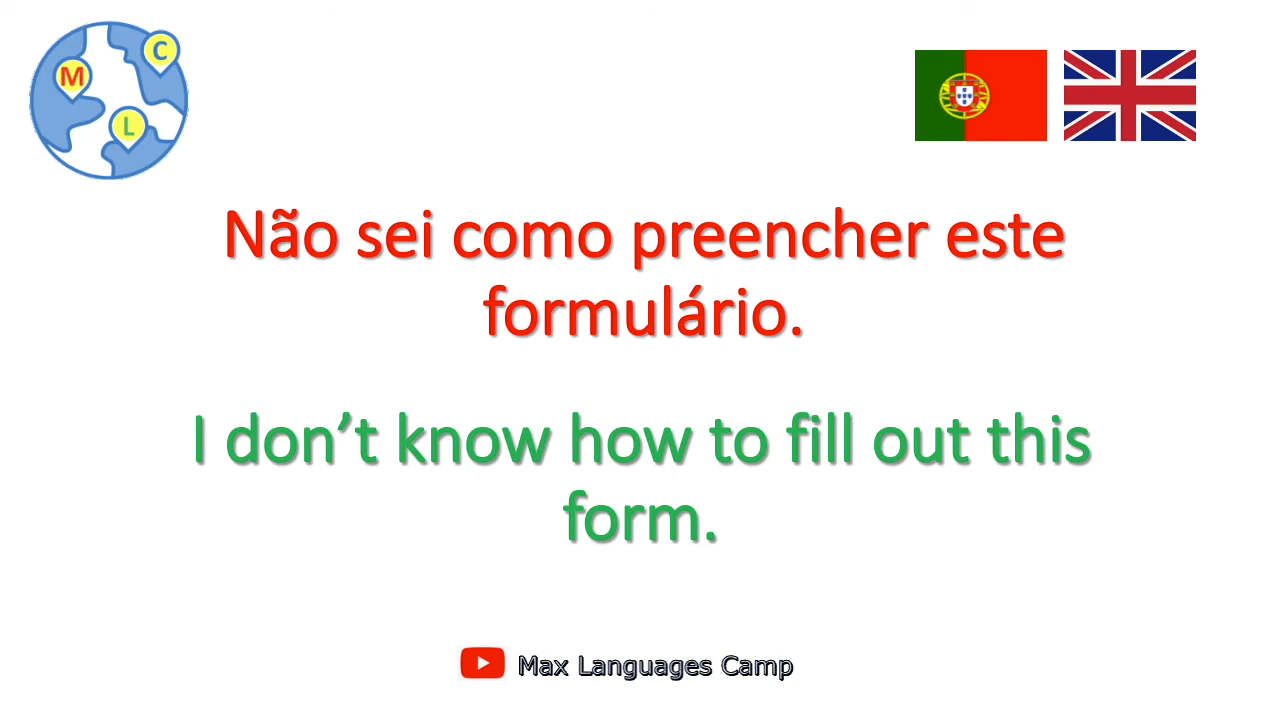 M
C
L
Não sei como preencher este
formulário.
I don’t know how to fill out this
form.
Max Languages Camp